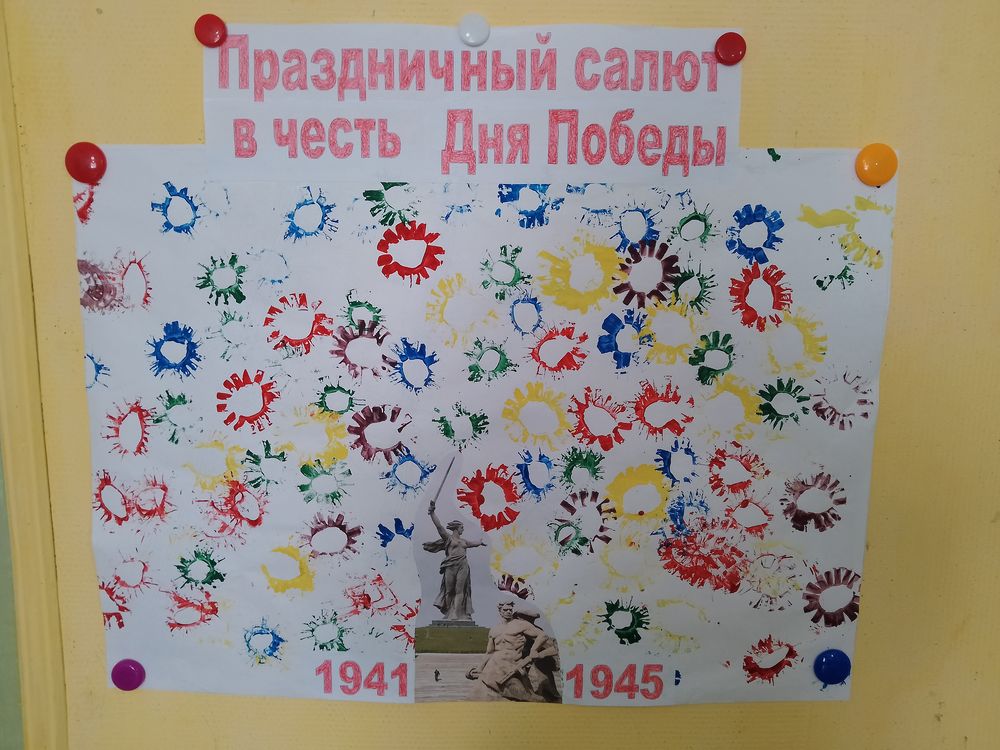 Праздничный салют
в честь Дня Победы
1941 1945